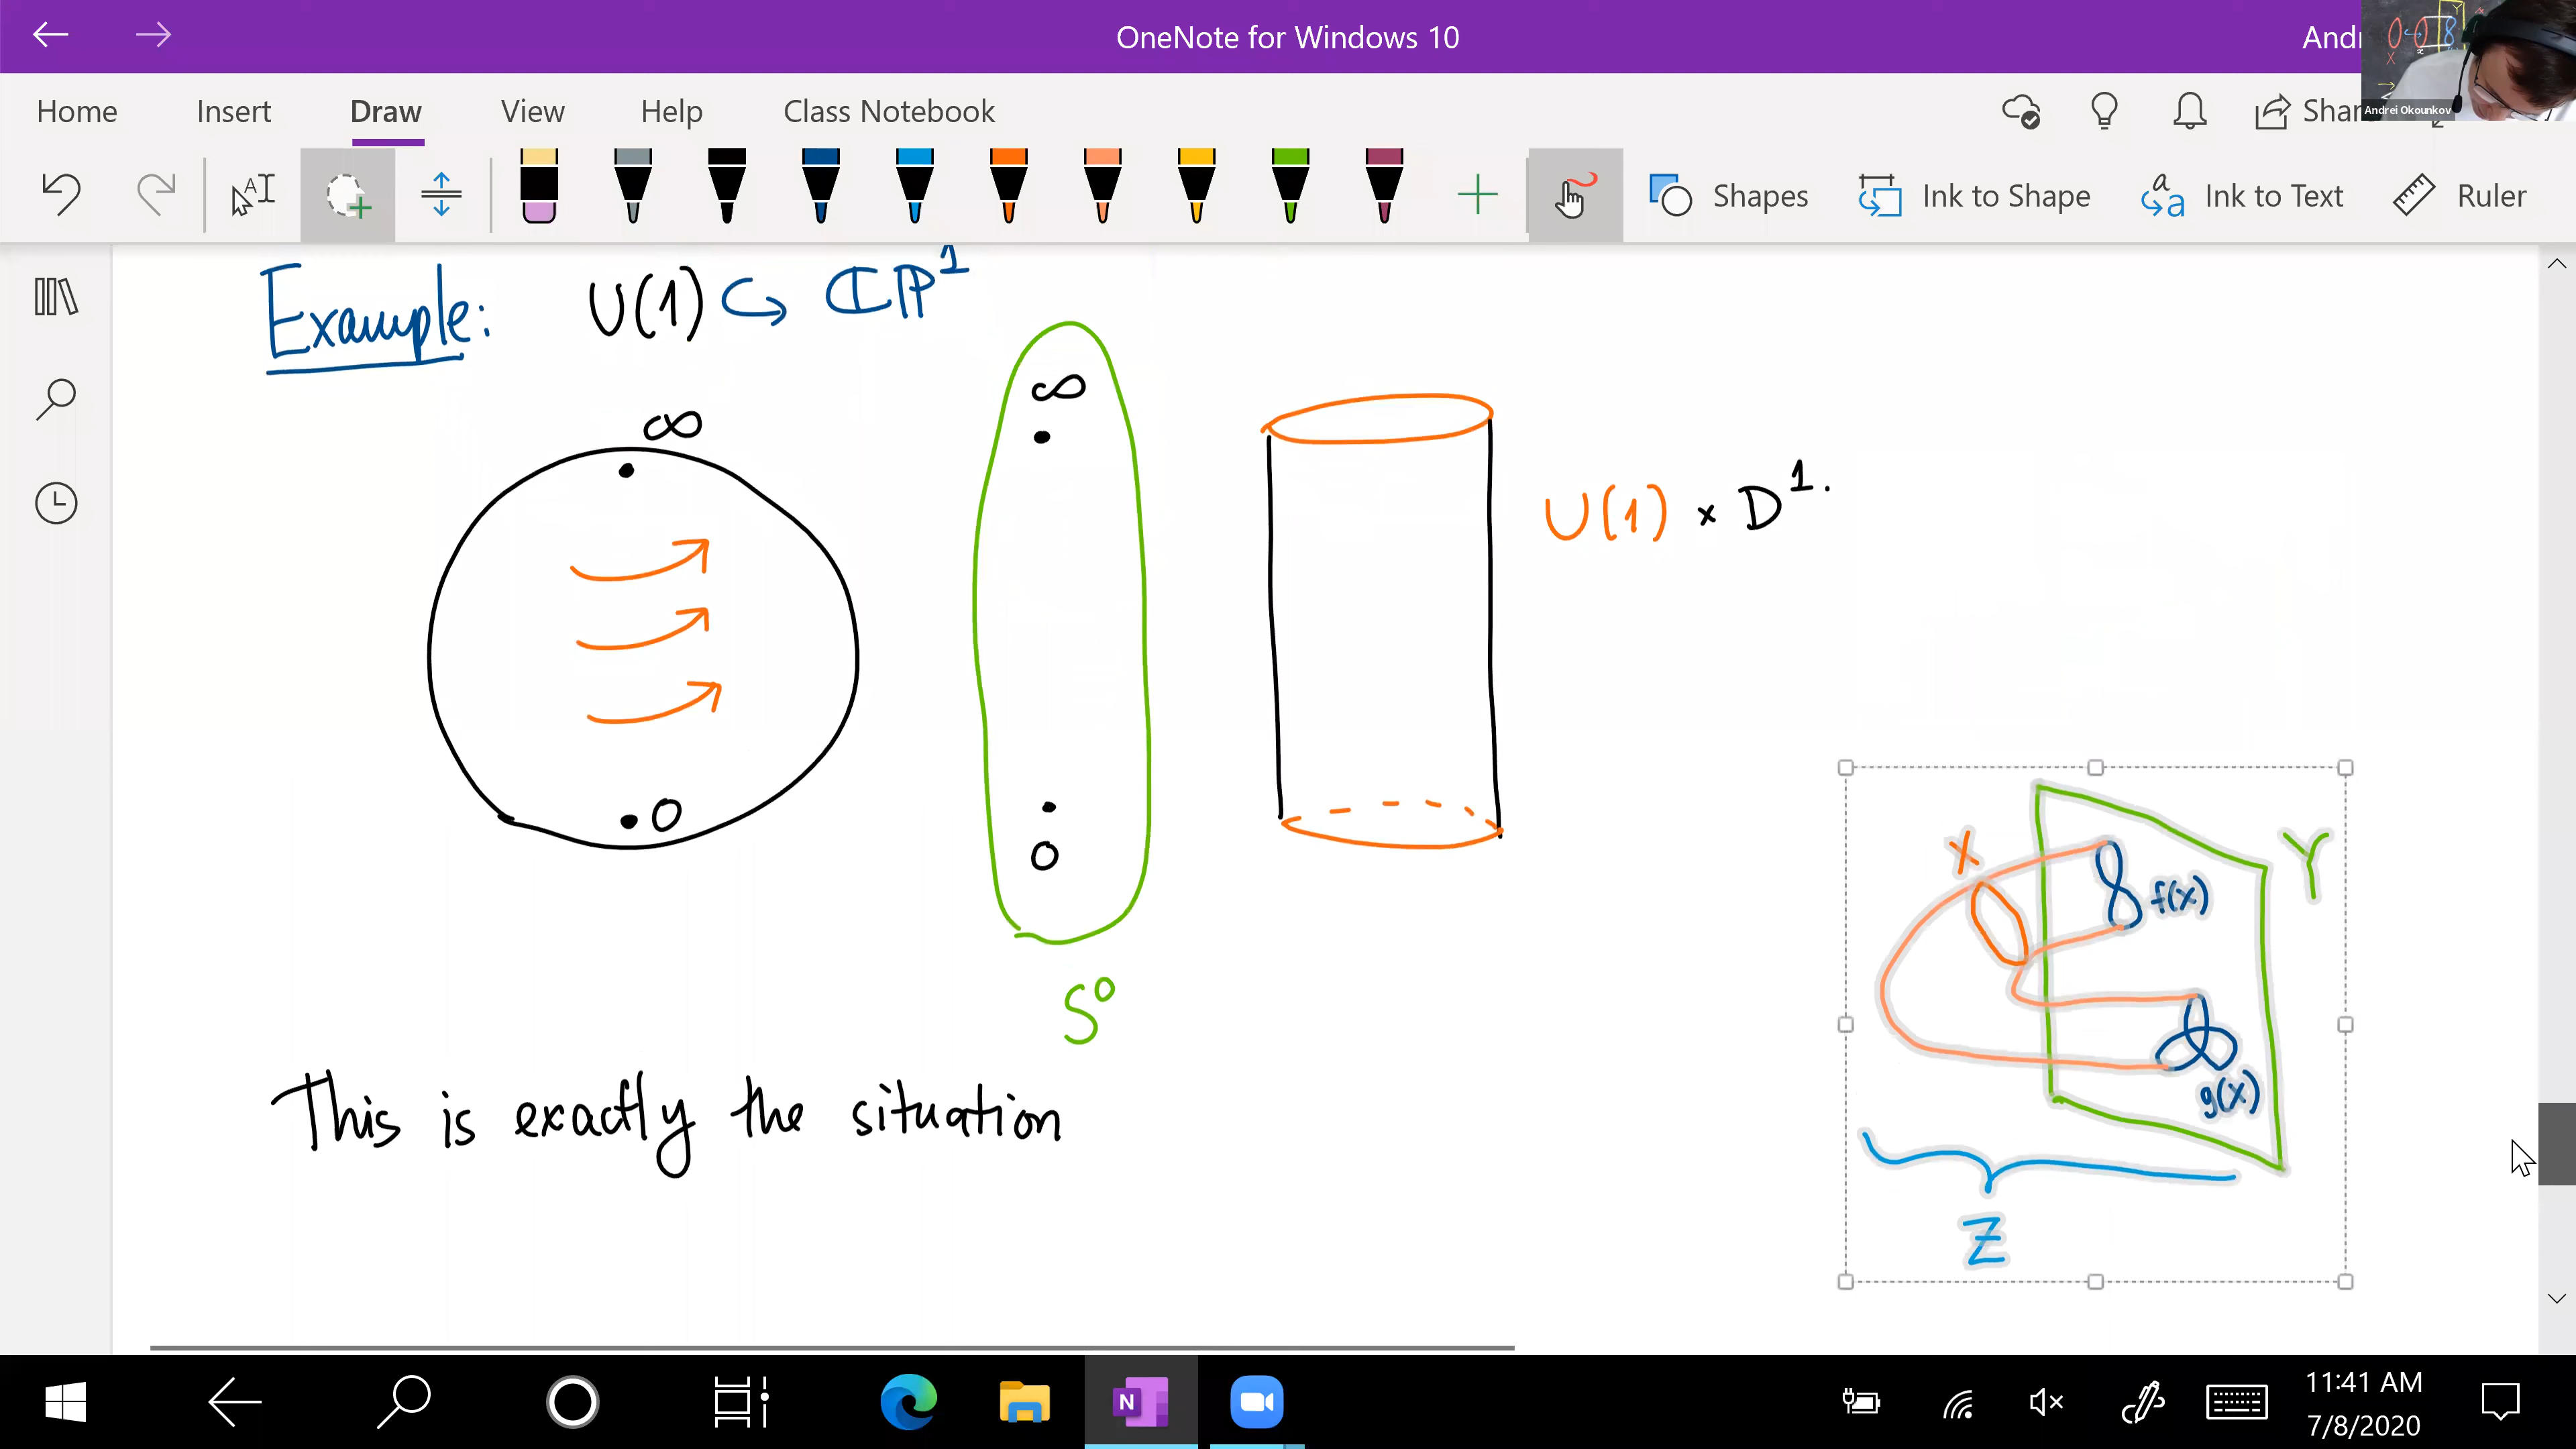 OneNote for Windows 10
Andr
Andrei Okounkov
Home Insert Draw View Help Class Notebook
Shapes Ink to Shape Ink to Text Ruler
Example: U(1) ↪ ℂℙ¹
∞
∞
U(1) × D¹.
0
0
S⁰
X
Y
f(x)
g(x)
Z
This is exactly the situation
11:41 AM
7/8/2020